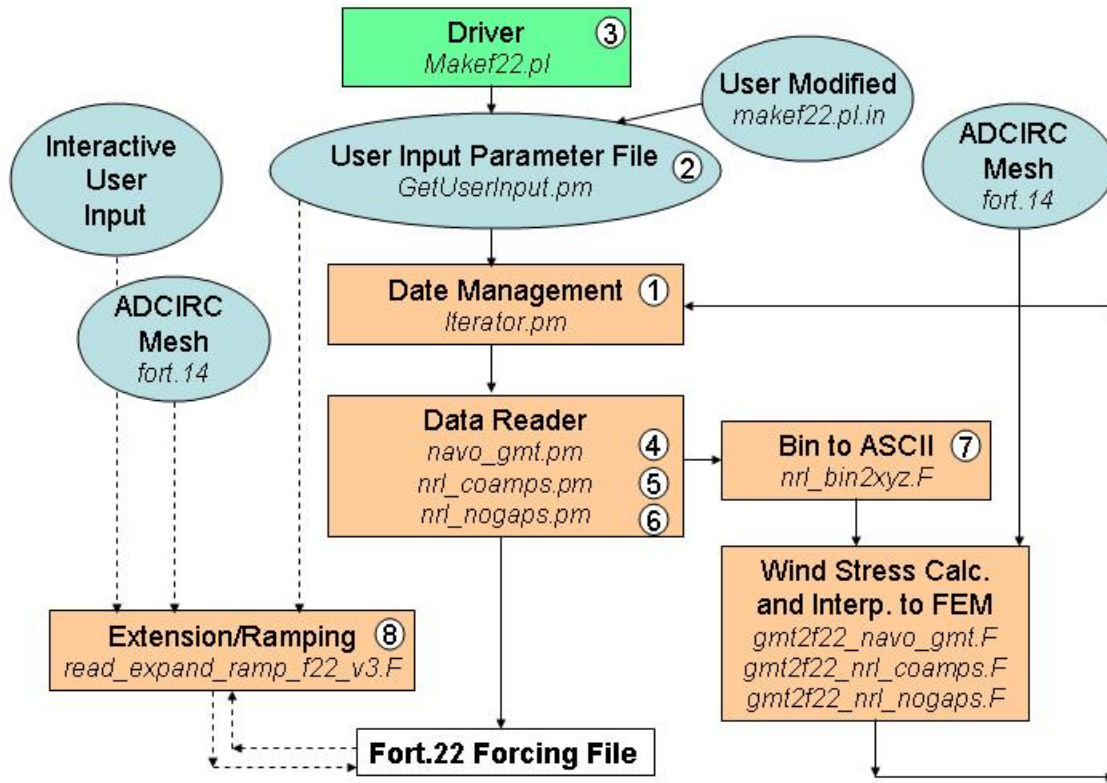 Driver
3
Makef22.pl
User Modified
makef22.pl.in
Interactive
User
Input
User Input Parameter File
2
GetUserInput.pm
ADCIRC
Mesh
fort.14
Date Management
1
Iterator.pm
ADCIRC
Mesh
fort.14
Data Reader
navo_gmt.pm
4
nrl_coamps.pm
5
nrl_nogaps.pm
6
Bin to ASCII
7
nrl_bin2xyz.F
Wind Stress Calc.
and Interp. to FEM
gmt2f22_navo_gmt.F
gmt2f22_nrl_coamps.F
gmt2f22_nrl_nogaps.F
Extension/Ramping
8
read_expand_ramp_f22_v3.F
Fort.22 Forcing File